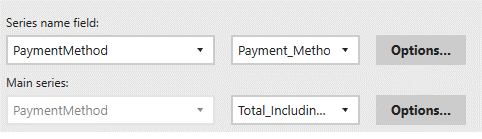 Series name field:
PaymentMethod Payment_Metho Options...
Main series:
PaymentMethod Total_Includin... Options...